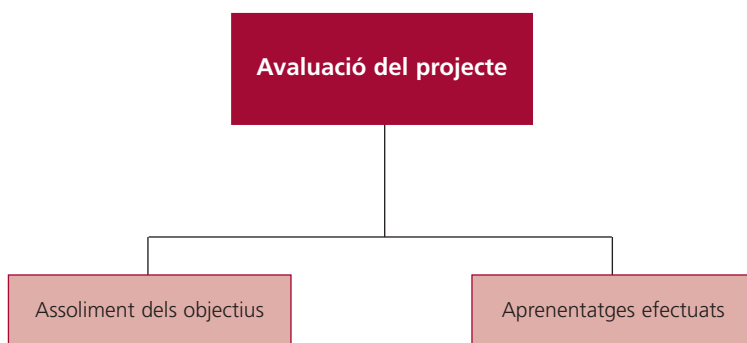 Avaluació del projecte
Assoliment dels objectius
Aprenentatges efectuats